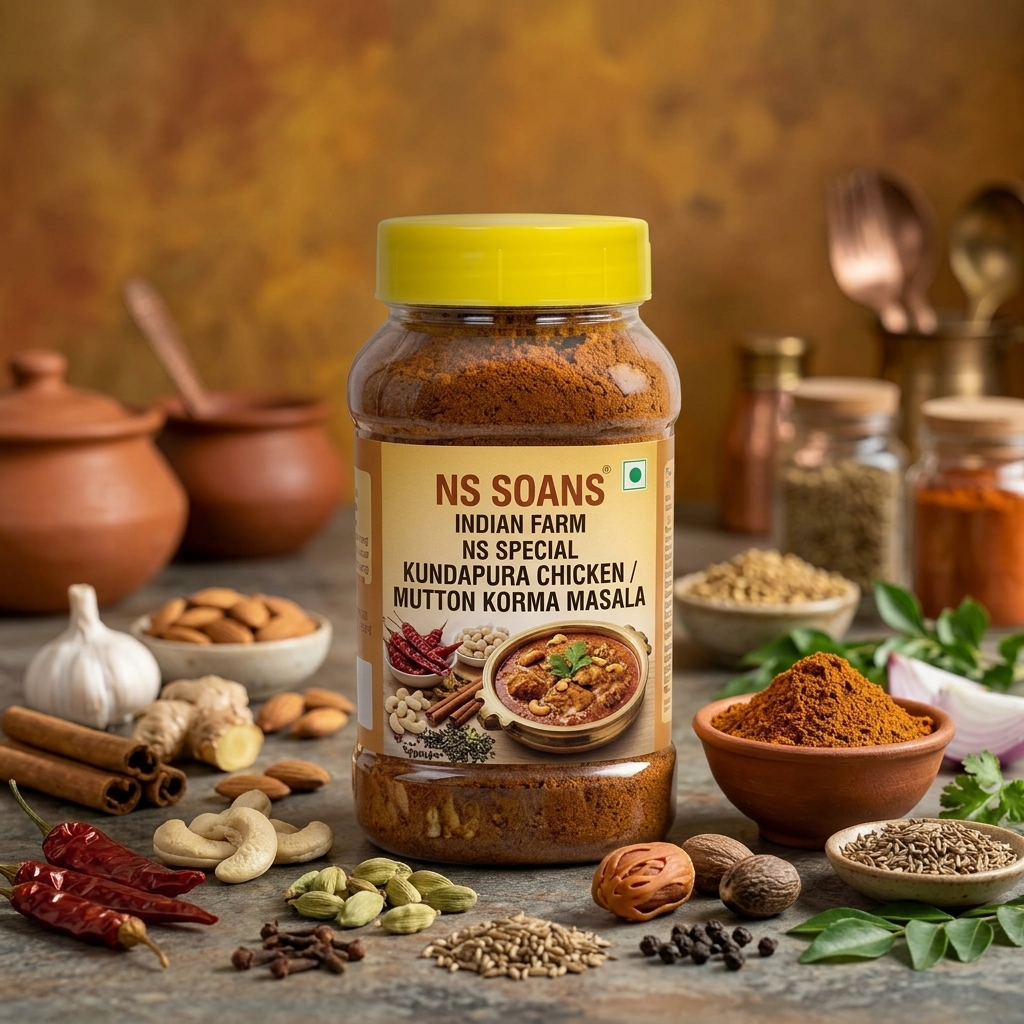 NS SOANS®
INDIAN FARM
NS SPECIAL
KUNDAPURA CHICKEN /
MUTTON KORMA MASALA